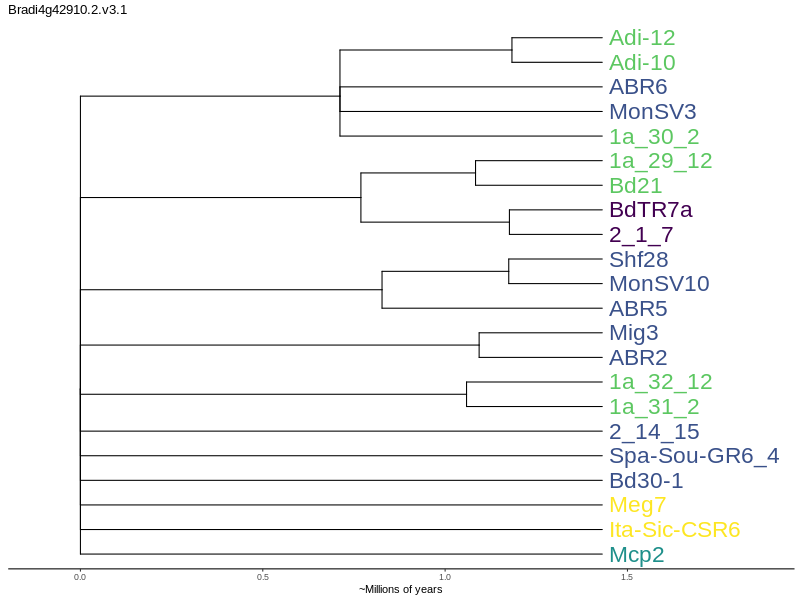 Bradi4g42910.2.v3.1
Adi-12
Adi-10
ABR6
MonSV3
1a_30_2
1a_29_12
Bd21
BdTR7a
2_1_7
Shf28
MonSV10
ABR5
Mig3
ABR2
1a_32_12
1a_31_2
2_14_15
Spa-Sou-GR6_4
Bd30-1
Meg7
Ita-Sic-CSR6
Mcp2
0.0 0.5 1.0 1.5
~Millions of years